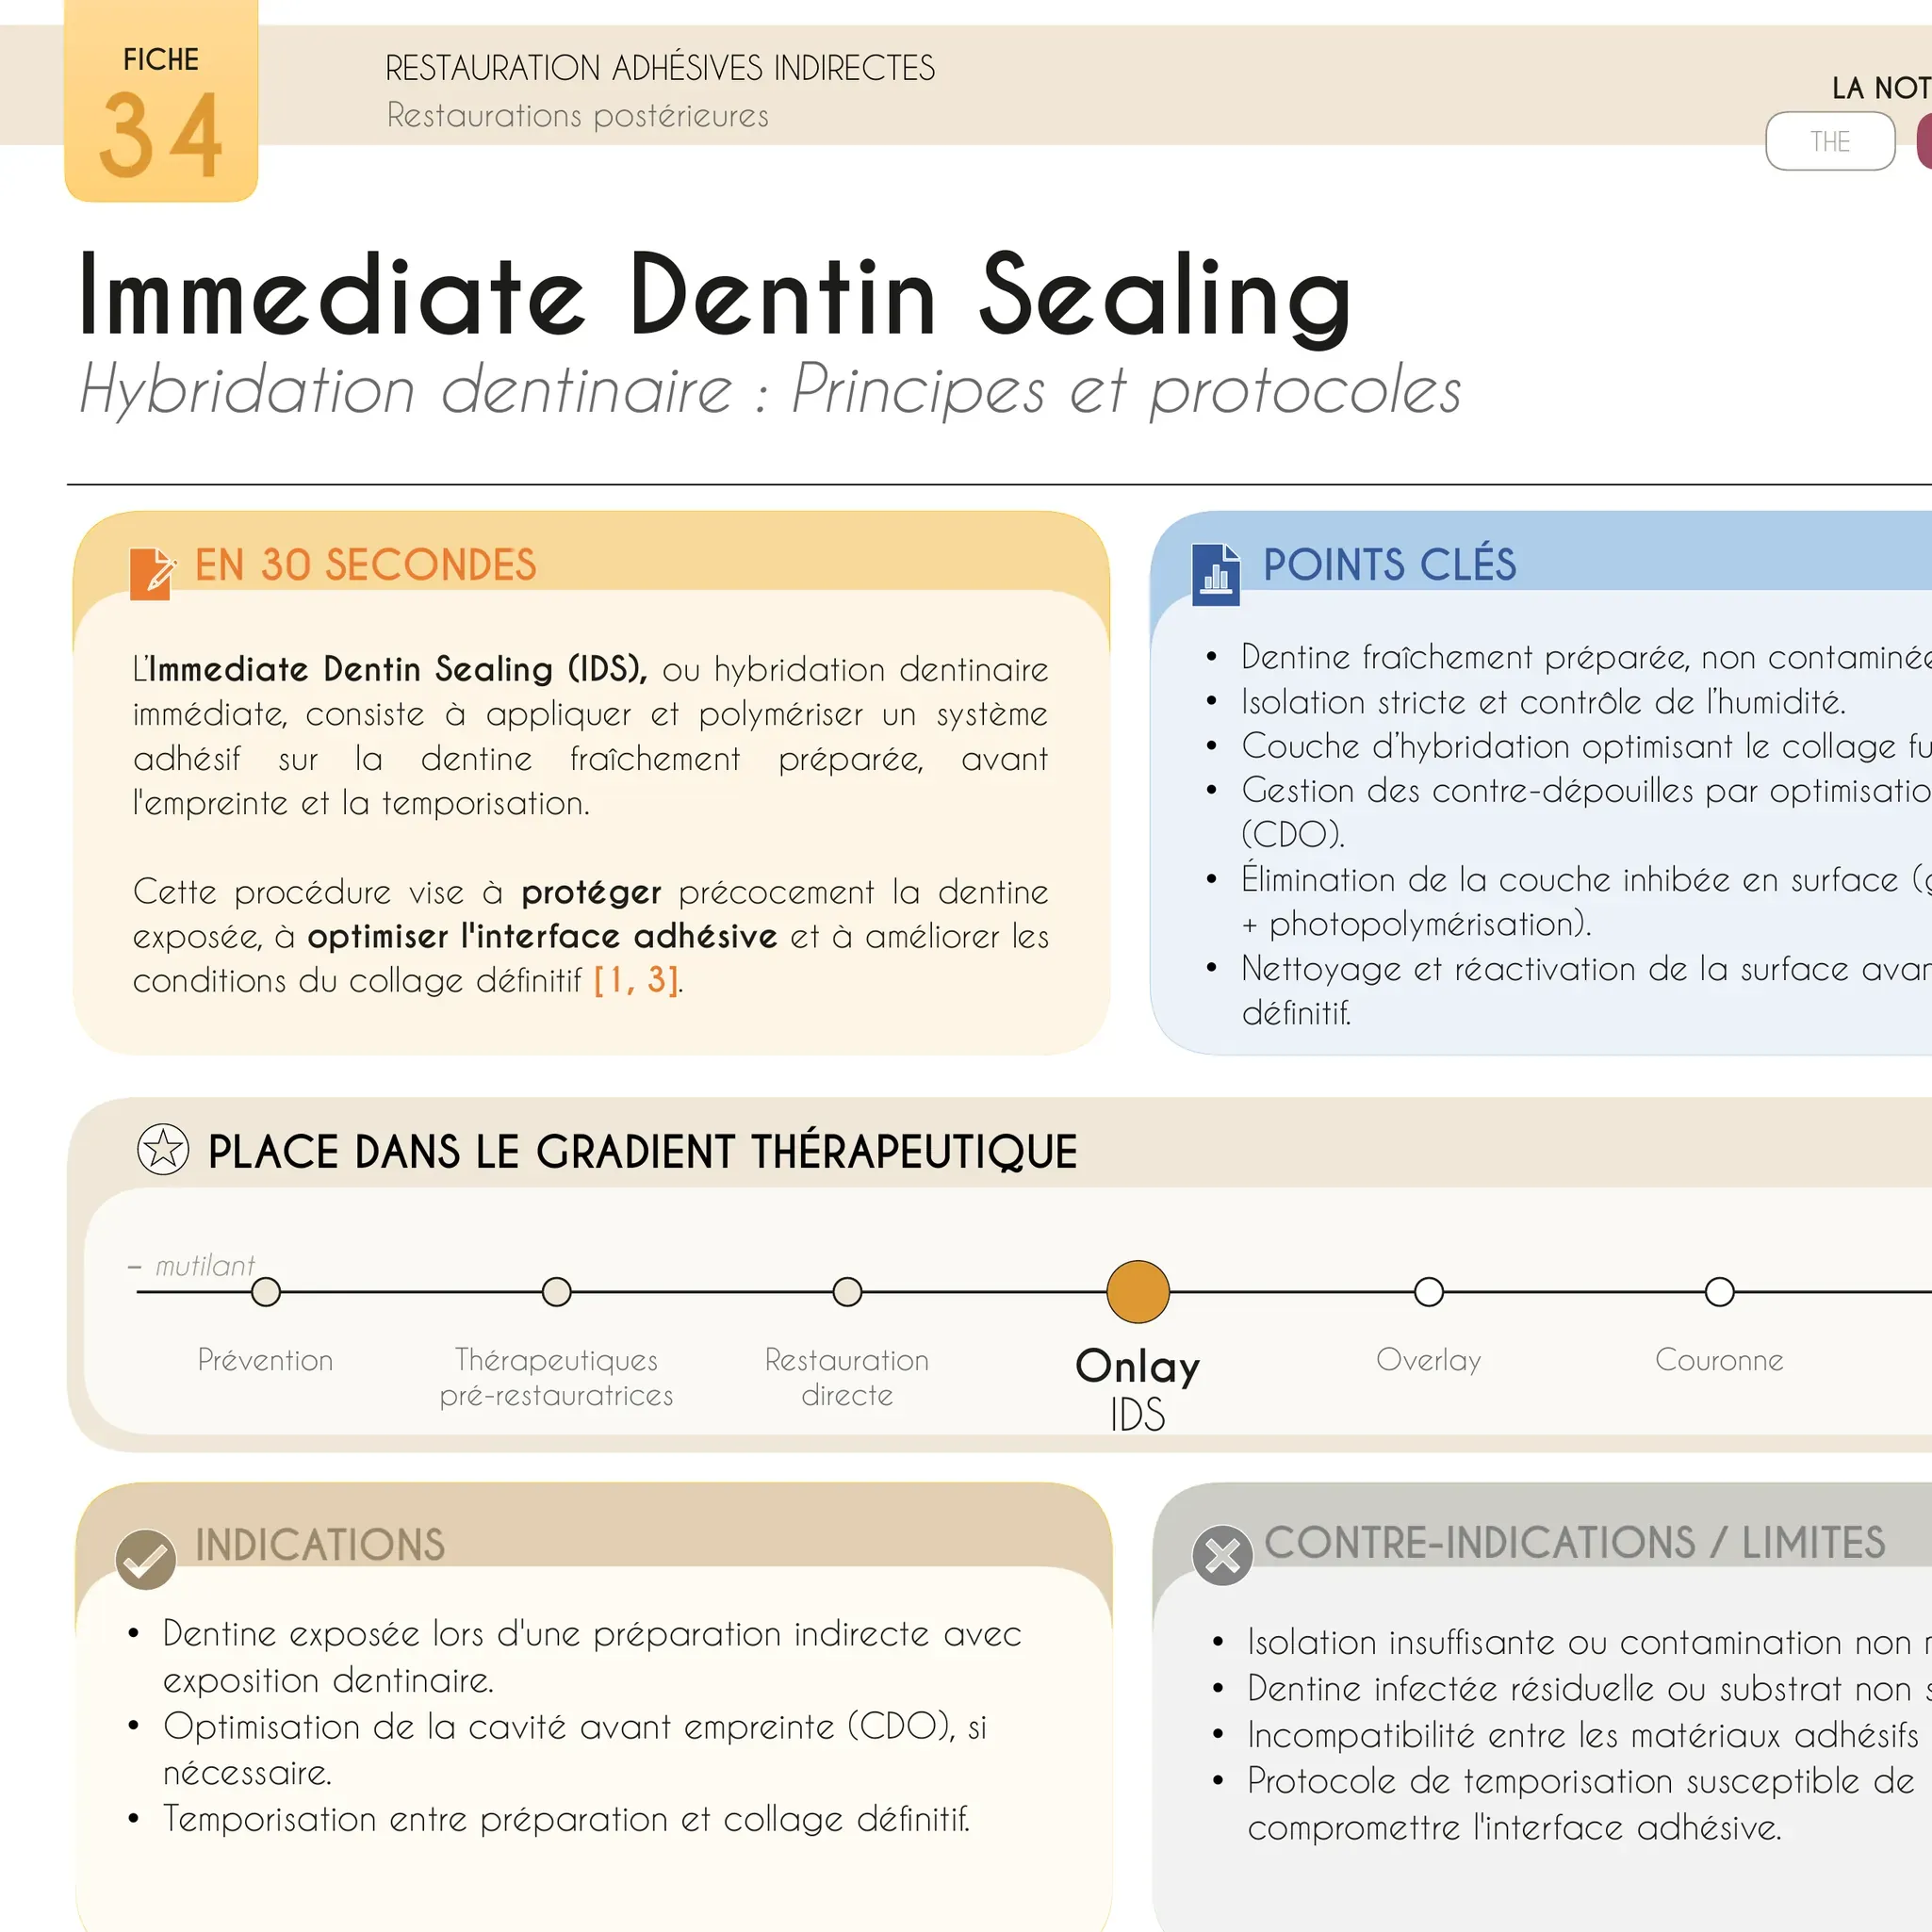 FICHE
34
RESTAURATION ADHÉSIVES INDIRECTES
Restaurations postérieures
LA
THE
Immediate Dentin Sealing
Hybridation dentinaire : Principes et protocoles
EN 30 SECONDES
L'Immediate Dentin Sealing (IDS), ou hybridation dentinaire
immédiate, consiste à appliquer et polymériser un système
adhésif sur la dentine fraîchement préparée, avant
l'empreinte et la temporisation.
Cette procédure vise à protéger précocement la dentine
exposée, à optimiser l'interface adhésive et à améliorer les
conditions du collage définitif [1, 3].
POINTS CLÉS
• Dentine fraîchement préparée, non contaminée
• Isolation stricte et contrôle de l'humidité.
• Couche d'hybridation optimisant le collage
• Gestion des contre-dépouilles par
(CDO).
• Élimination de la couche inhibée en surface
+ photopolymérisation).
• Nettoyage et réactivation de la surface
définitif.
PLACE DANS LE GRADIENT THÉRAPEUTIQUE
– mutilant
Prévention
Thérapeutiques
pré-restauratrices
Restauration
directe
Onlay
IDS
Overlay
Couronne
INDICATIONS
• Dentine exposée lors d'une préparation indirecte avec
exposition dentinaire.
• Optimisation de la cavité avant empreinte (CDO), si
nécessaire.
• Temporisation entre préparation et collage définitif.
CONTRE-INDICATIONS / LIMITES
• Isolation insuffisante ou contamination non
• Dentine infectée résiduelle ou substrat non
• Incompatibilité entre les matériaux adhésifs
• Protocole de temporisation susceptible de
compromettre l'interface adhésive.